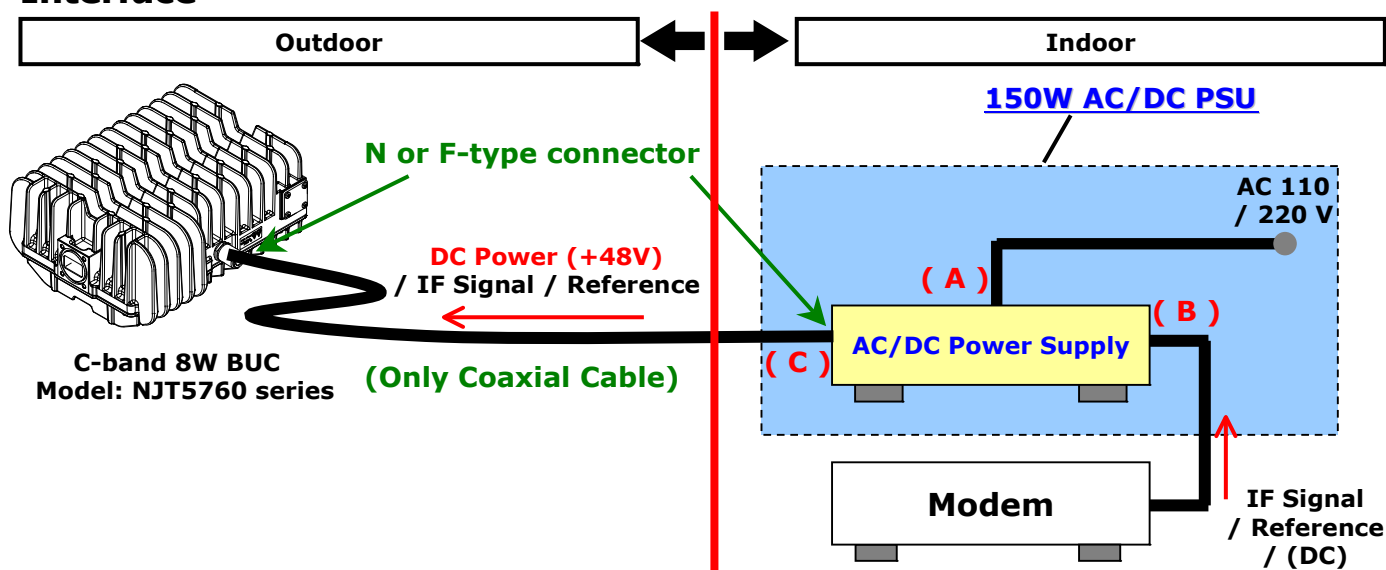 Interface
Outdoor
Indoor
150W AC/DC PSU
N or F-type connector
AC 110
/ 220 V
DC Power (+48V)
/ IF Signal / Reference
( A )
( B )
AC/DC Power Supply
( C )
C-band 8W BUC
Model: NJT5760 series
(Only Coaxial Cable)
Modem
IF Signal
/ Reference
/ (DC)